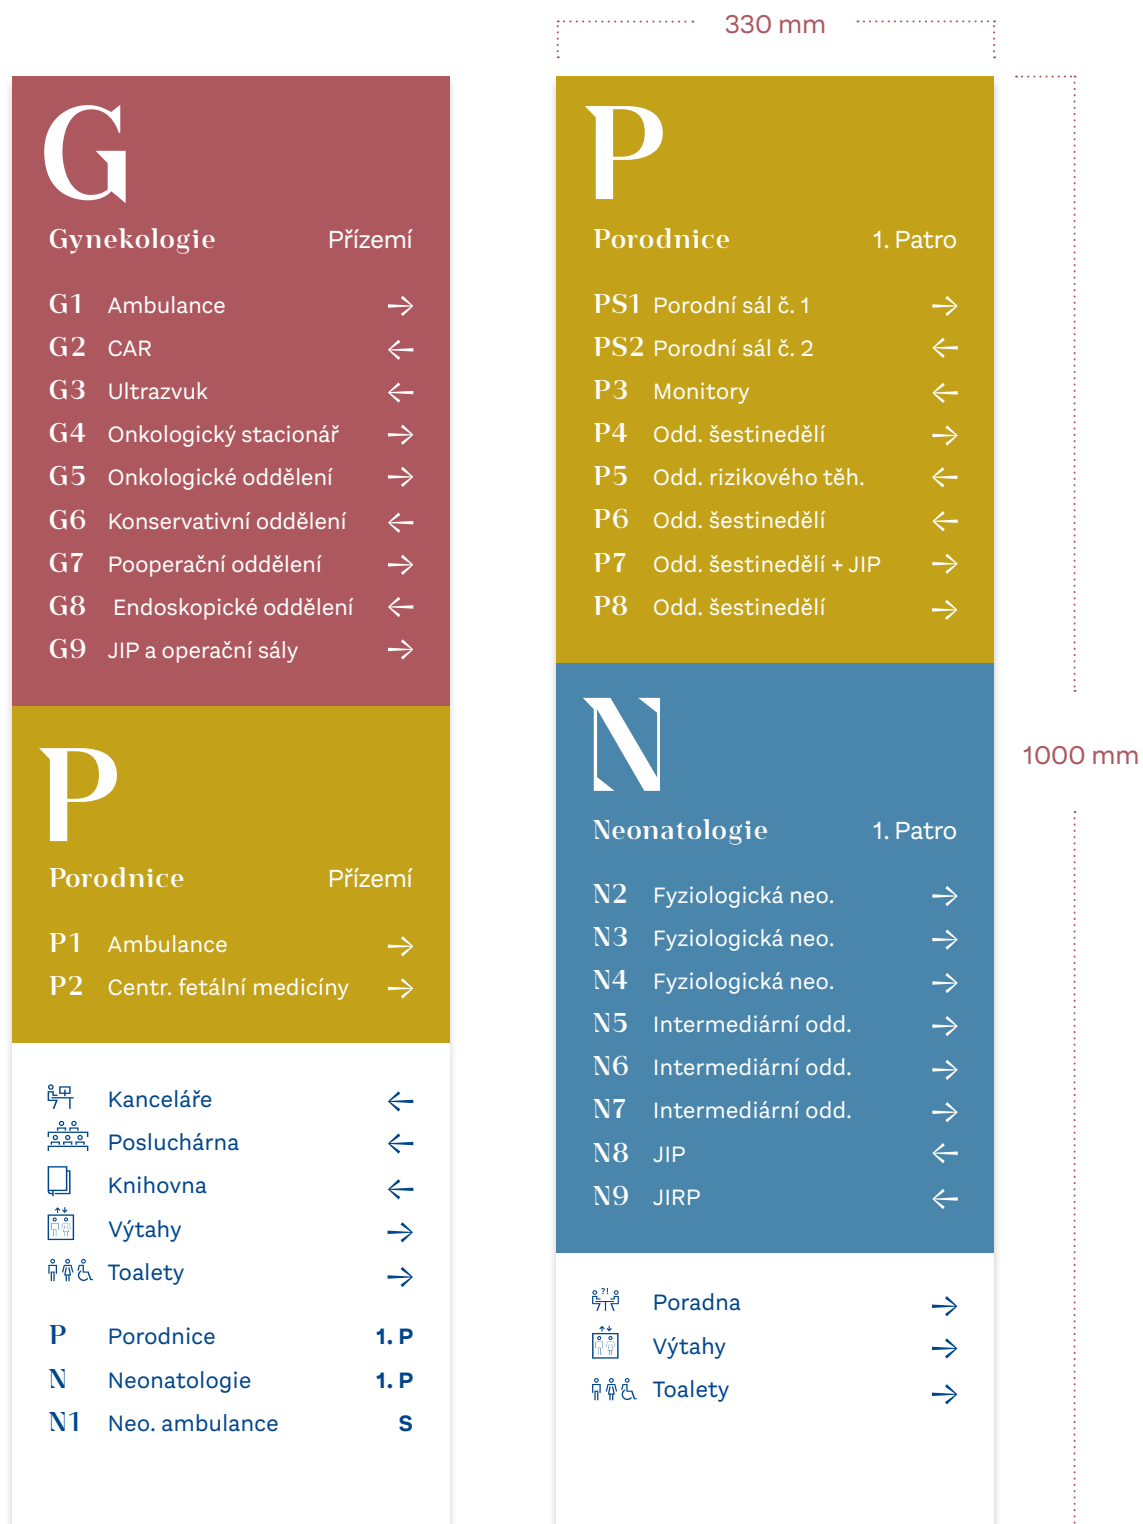 330 mm
G
Gynekologie Přízemí
G1 Ambulance →
G2 CAR ←
G3 Ultrazvuk ←
G4 Onkologický stacionář →
G5 Onkologické oddělení →
G6 Konservativní oddělení ←
G7 Pooperační oddělení →
G8 Endoskopické oddělení ←
G9 JIP a operační sály →
P
Porodnice Přízemí
P1 Ambulance →
P2 Centr. fetální medicíny →
Kanceláře ←
Posluchárna ←
Knihovna ←
Výtahy →
Toalety →
P Porodnice 1. P
N Neonatologie 1. P
N1 Neo. ambulance S
P
Porodnice 1. Patro
PS1 Porodní sál č. 1 →
PS2 Porodní sál č. 2 ←
P3 Monitory ←
P4 Odd. šestinedělí →
P5 Odd. rizikového těh. ←
P6 Odd. šestinedělí ←
P7 Odd. šestinedělí + JIP →
P8 Odd. šestinedělí →
N
Neonatologie 1. Patro
N2 Fyziologická neo. →
N3 Fyziologická neo. →
N4 Fyziologická neo. →
N5 Intermediární odd. →
N6 Intermediární odd. →
N7 Intermediární odd. →
N8 JIP ←
N9 JIRP ←
?!
Poradna →
Výtahy →
Toalety →
1000 mm